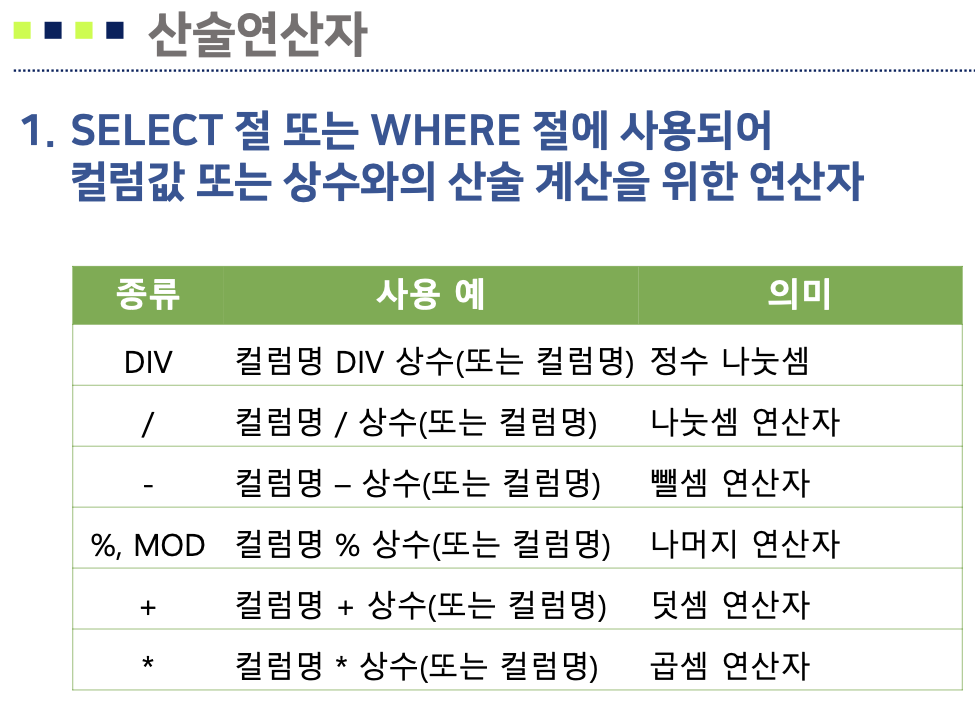 산술연산자
1. SELECT 절 또는 WHERE 절에 사용되어
컬럼값 또는 상수와의 산술 계산을 위한 연산자
종류 사용 예 의미
DIV 컬럼명 DIV 상수(또는 컬럼명) 정수 나눗셈
/ 컬럼명 / 상수(또는 컬럼명) 나눗셈 연산자
- 컬럼명 – 상수(또는 컬럼명) 뺄셈 연산자
%, MOD 컬럼명 % 상수(또는 컬럼명) 나머지 연산자
+ 컬럼명 + 상수(또는 컬럼명) 덧셈 연산자
* 컬럼명 * 상수(또는 컬럼명) 곱셈 연산자